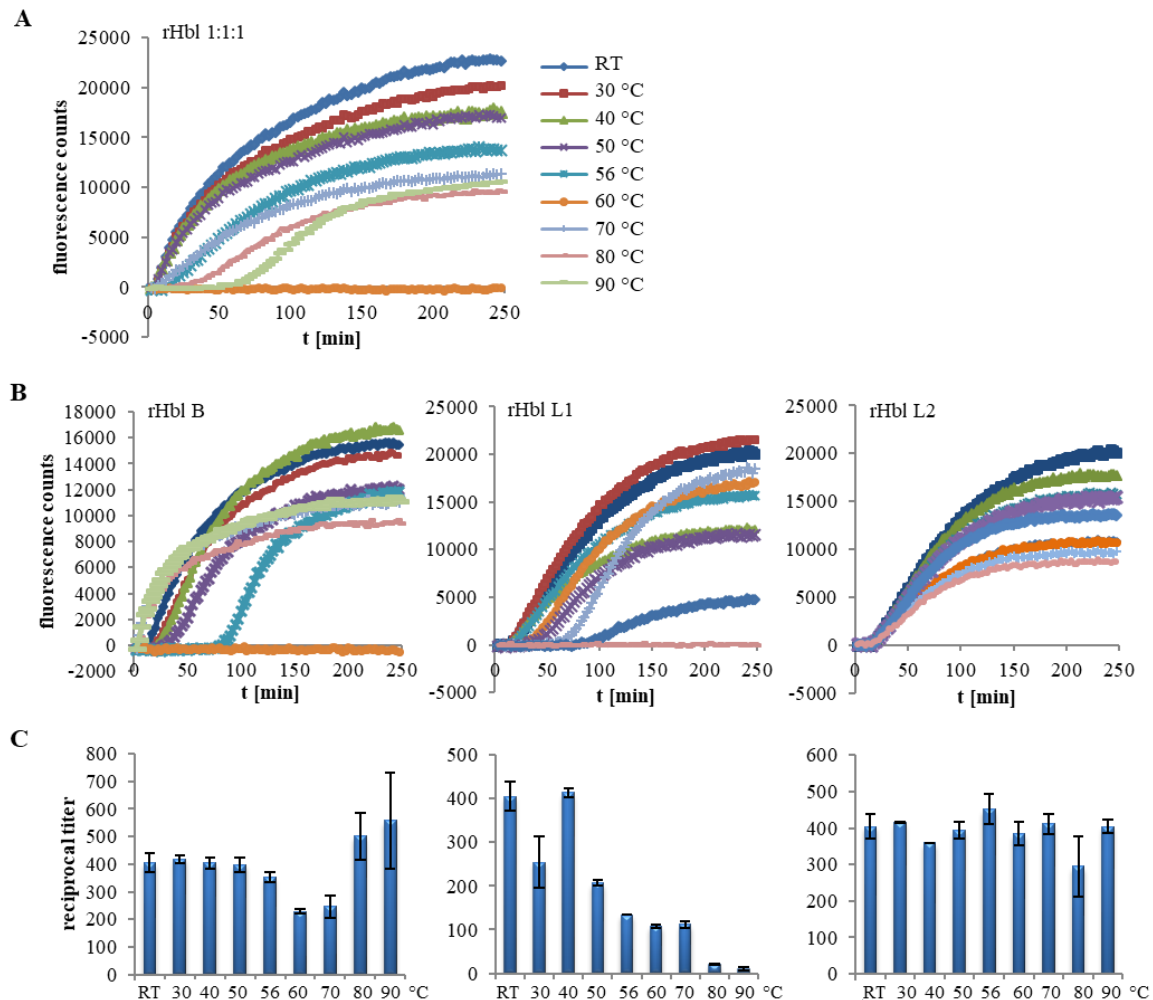 A
rHbl 1:1:1
25000
20000
15000
10000
5000
0
-5000
fluorescence counts
0 50 100 150 200 250
t [min]
RT
30 °C
40 °C
50 °C
56 °C
60 °C
70 °C
80 °C
90 °C
B
rHbl B
18000
16000
14000
12000
10000
8000
6000
4000
2000
0
-2000
fluorescence counts
0 50 100 150 200 250
t [min]
rHbl L1
25000
20000
15000
10000
5000
0
-5000
0 50 100 150 200 250
t [min]
rHbl L2
25000
20000
15000
10000
5000
0
-5000
0 50 100 150 200 250
t [min]
C
800
700
600
500
400
300
200
100
0
reciprocal titer
RT 30 40 50 56 60 70 80 90 °C
500
400
300
200
100
0
RT 30 40 50 56 60 70 80 90 °C
600
500
400
300
200
100
0
RT 30 40 50 56 60 70 80 90 °C